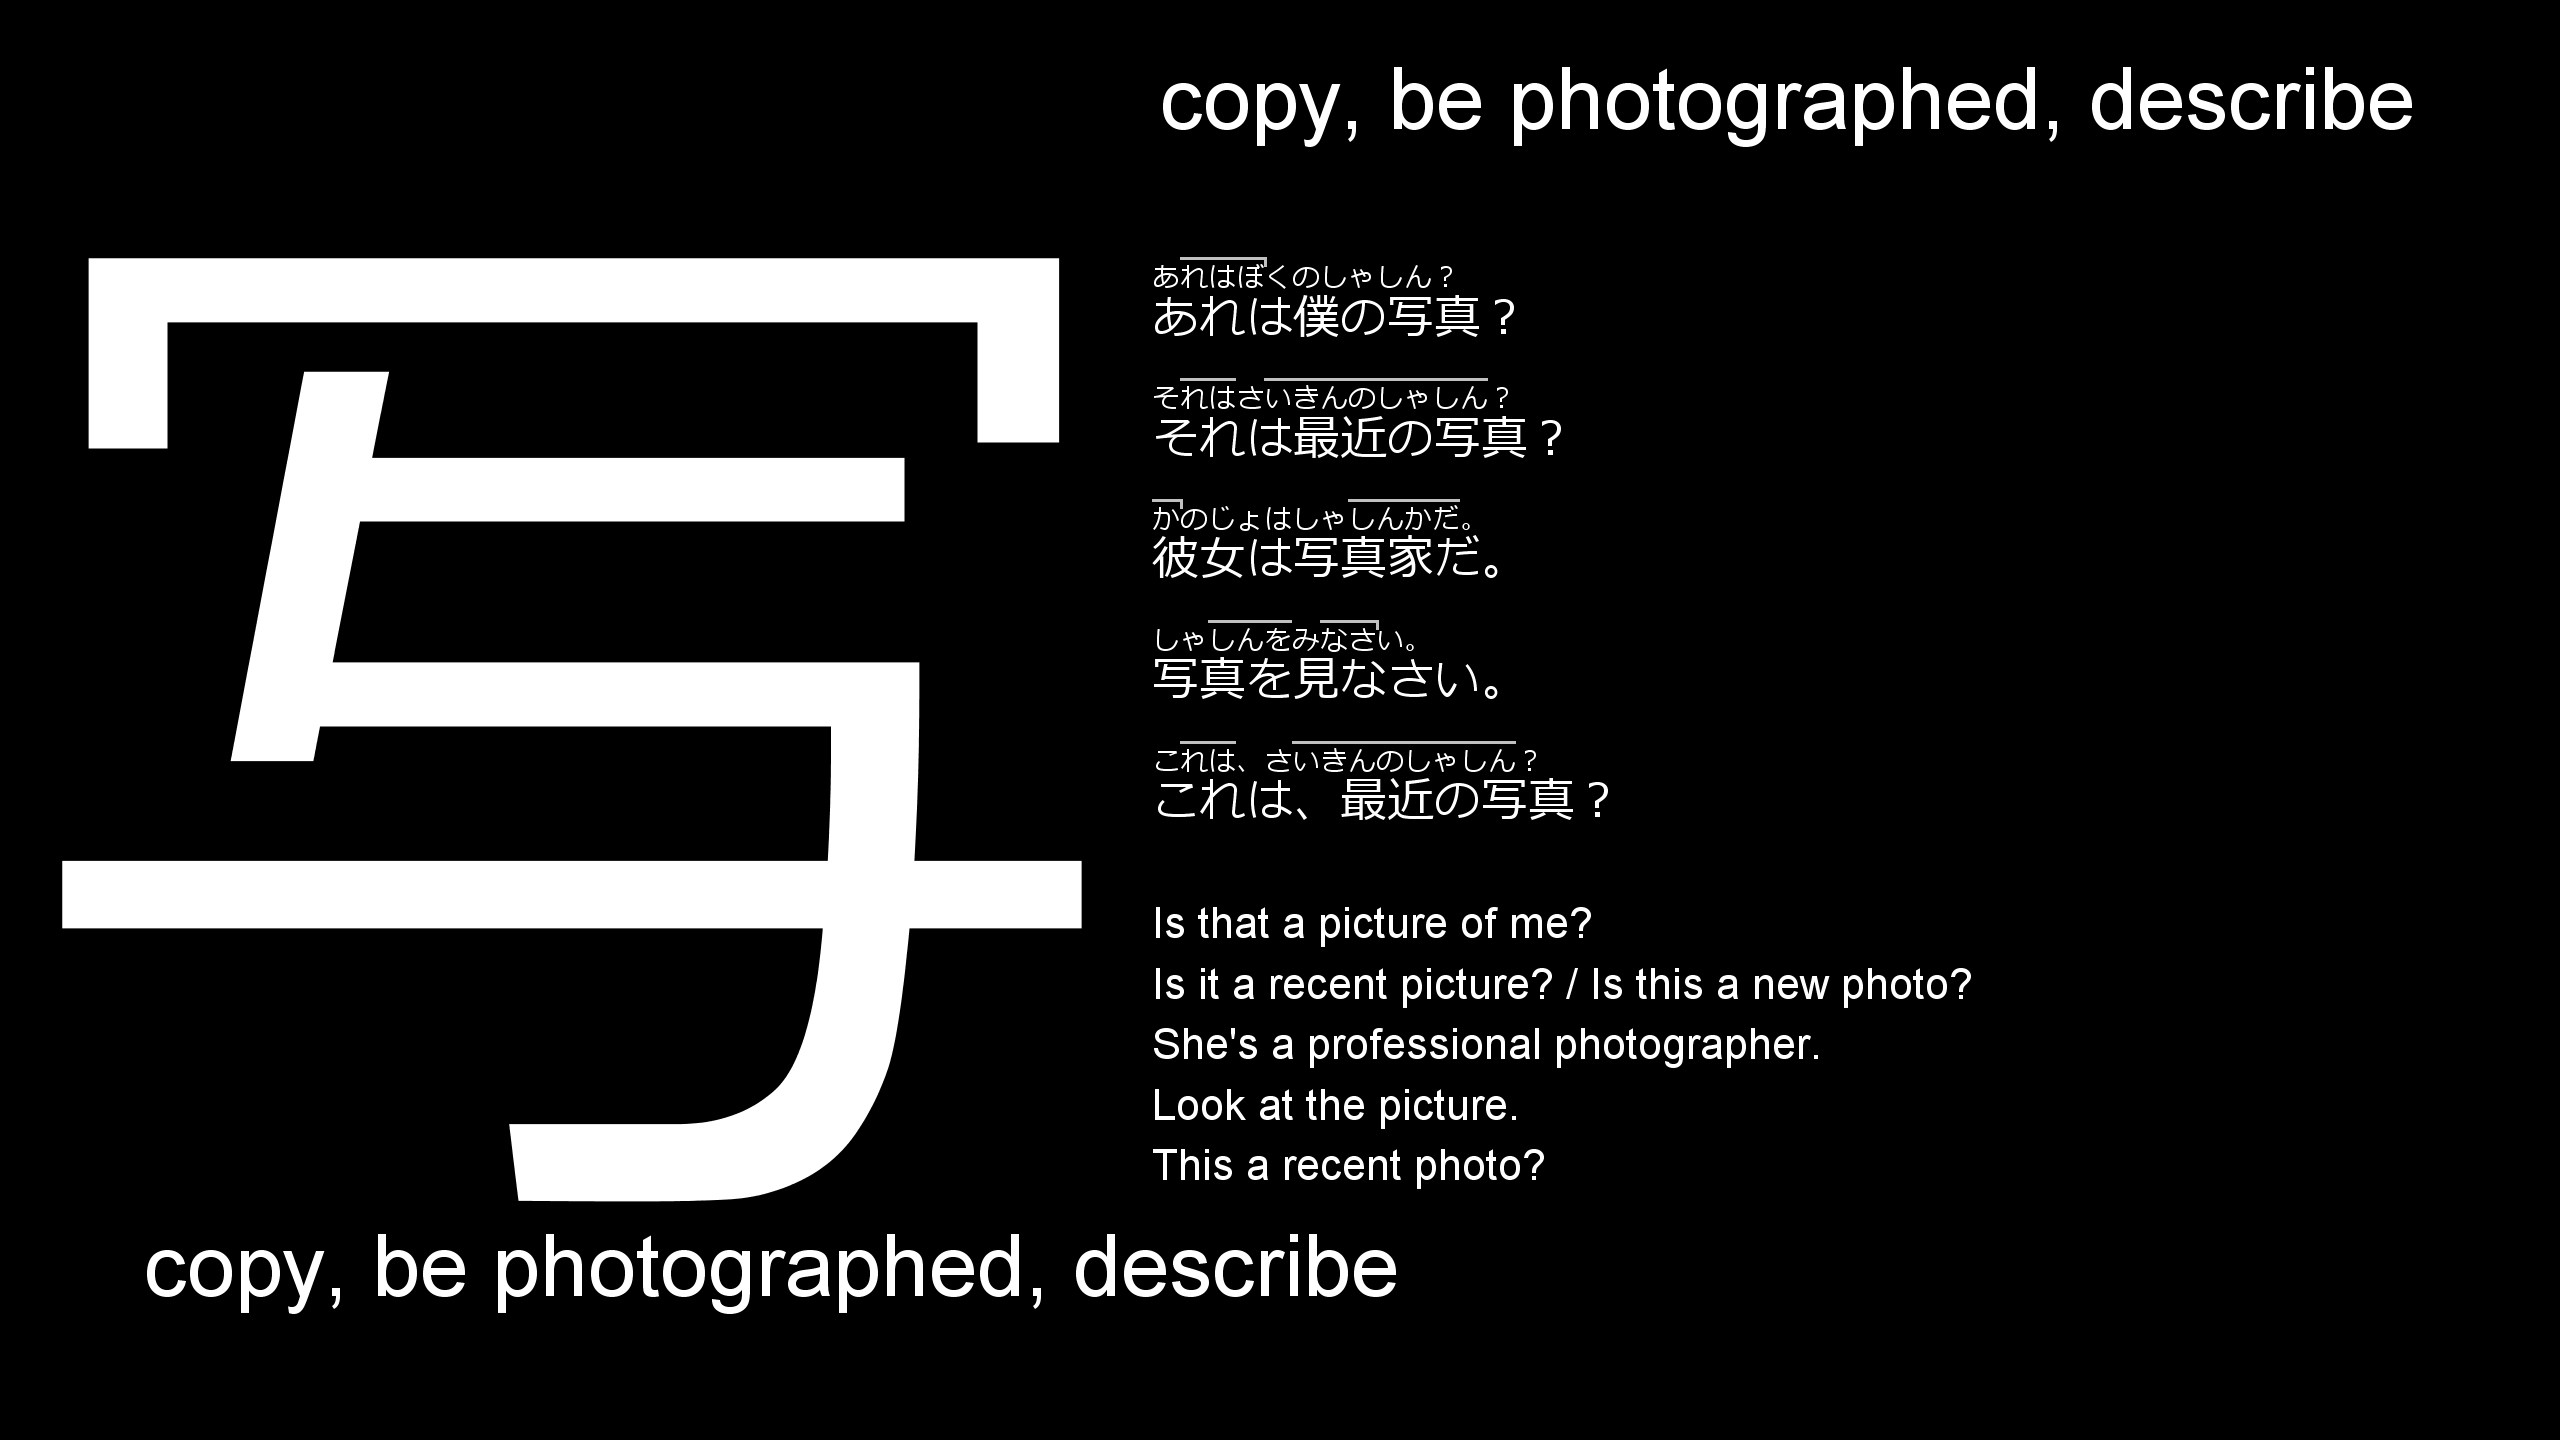 copy, be photographed, describe
写
あれはぼくのしゃしん？
あれは僕の写真？
それはさいきんのしゃしん？
それは最近の写真？
かのじょはしゃしんかだ。
彼女は写真家だ。
しゃしんをみなさい。
写真を見なさい。
これは、さいきんのしゃしん？
これは、最近の写真？
Is that a picture of me?
Is it a recent picture? / Is this a new photo?
She's a professional photographer.
Look at the picture.
This a recent photo?
copy, be photographed, describe